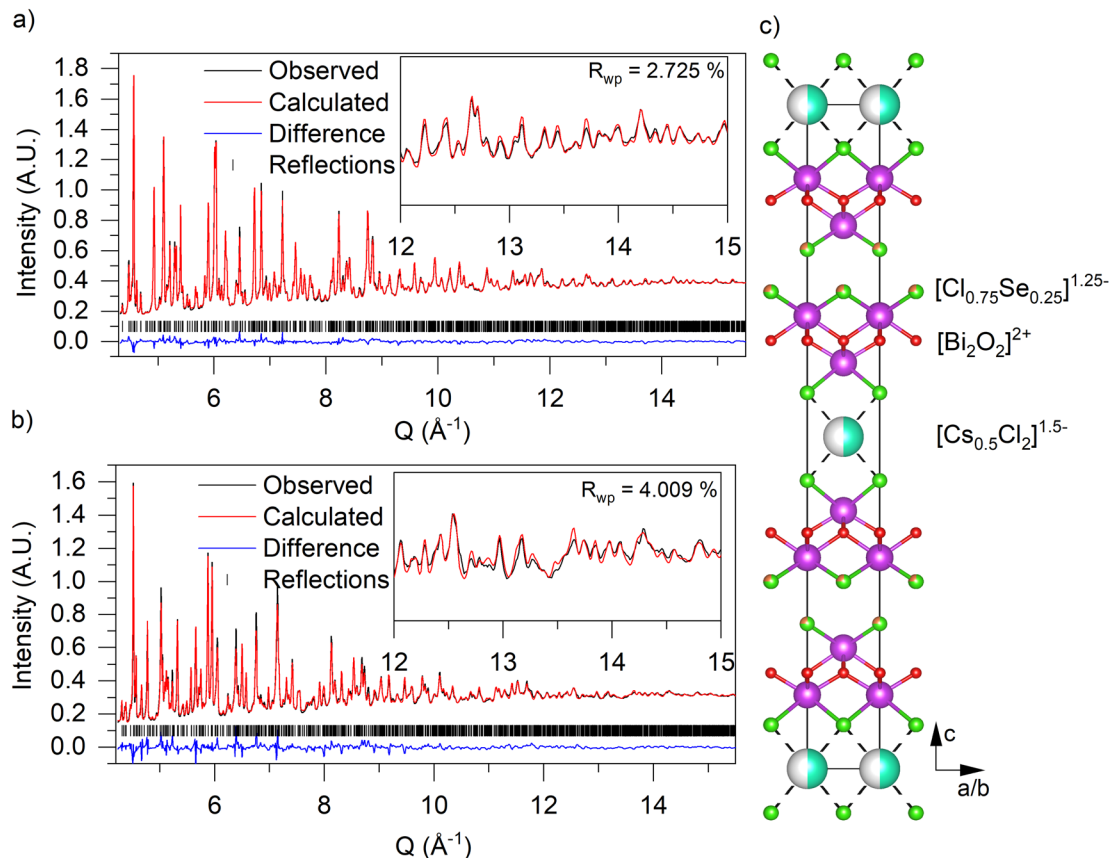 a)
1.8
1.6
1.4
1.2
1.0
0.8
0.6
0.4
0.2
0.0
Intensity (A.U.)
Observed
Calculated
Difference
Reflections
R_wp = 2.725 %
12 13 14 15
6 8 10 12 14
Q (Å⁻¹)
b)
1.6
1.4
1.2
1.0
0.8
0.6
0.4
0.2
0.0
Intensity (A.U.)
Observed
Calculated
Difference
Reflections
R_wp = 4.009 %
12 13 14 15
6 8 10 12 14
Q (Å⁻¹)
c)
[Cl₀.₇₅Se₀.₂₅]¹·²⁵⁻
[Bi₂O₂]²⁺
[Cs₀.₅Cl₂]¹·⁵⁻
c
a/b